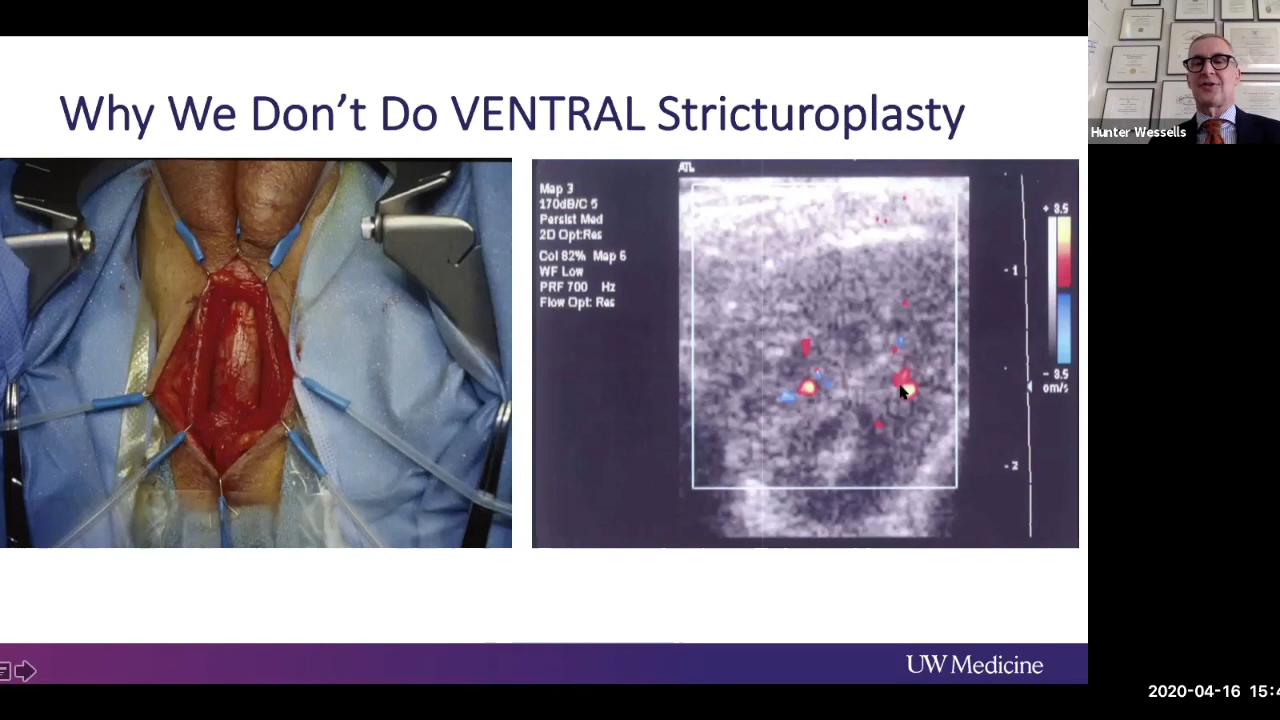 Why We Don't Do VENTRAL Stricturoplasty
Hunter Wessells
ATL
Map 3
170dB/C 5
Persist Med
2D Opt:Res
Col 82% Map 6
WF Low
PRF 700 Hz
Flow Opt: Res
+ 3.5
- 1
- 3.5
cm/s
- 2
UW Medicine
2020-04-16 15:4